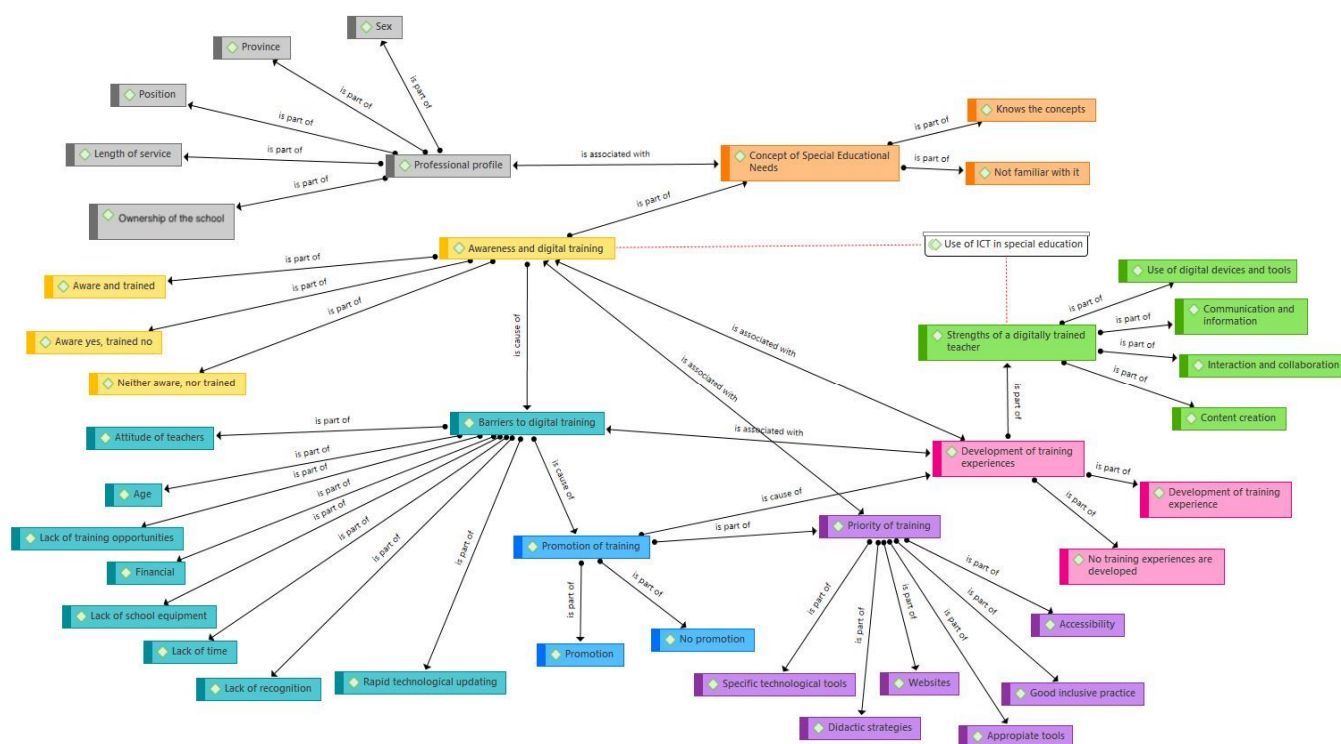 Sex
is part of
Province
is part of
Position
is part of
Length of service
is part of
Ownership of the school
is part of
Professional profile
is associated with
Concept of Special Educational
Needs
is part of
Knows the concepts
is part of
Not familiar with it
is part of
Awareness and digital training
Use of ICT in special education
is part of
Aware and trained
is part of
Aware yes, trained no
is part of
Neither aware, nor trained
is cause of
is associated with
is associated with
Strengths of a digitally trained
teacher
is part of
Use of digital devices and tools
is part of
Communication and
information
is part of
Interaction and collaboration
is part of
Content creation
is part of
Barriers to digital training
is associated with
Development of training
experiences
is part of
Development of training
experience
is part of
No training experiences are
developed
is part of
Attitude of teachers
is part of
Age
is part of
Lack of training opportunities
is part of
Financial
is part of
Lack of school equipment
is part of
Lack of time
is part of
Lack of recognition
is part of
Rapid technological updating
is cause of
Promotion of training
is cause of
is part of
is part of
Promotion
is part of
No promotion
Priority of training
is part of
Specific technological tools
is part of
Didactic strategies
is part of
Websites
is part of
Appropiate tools
is part of
Good inclusive practice
is part of
Accessibility